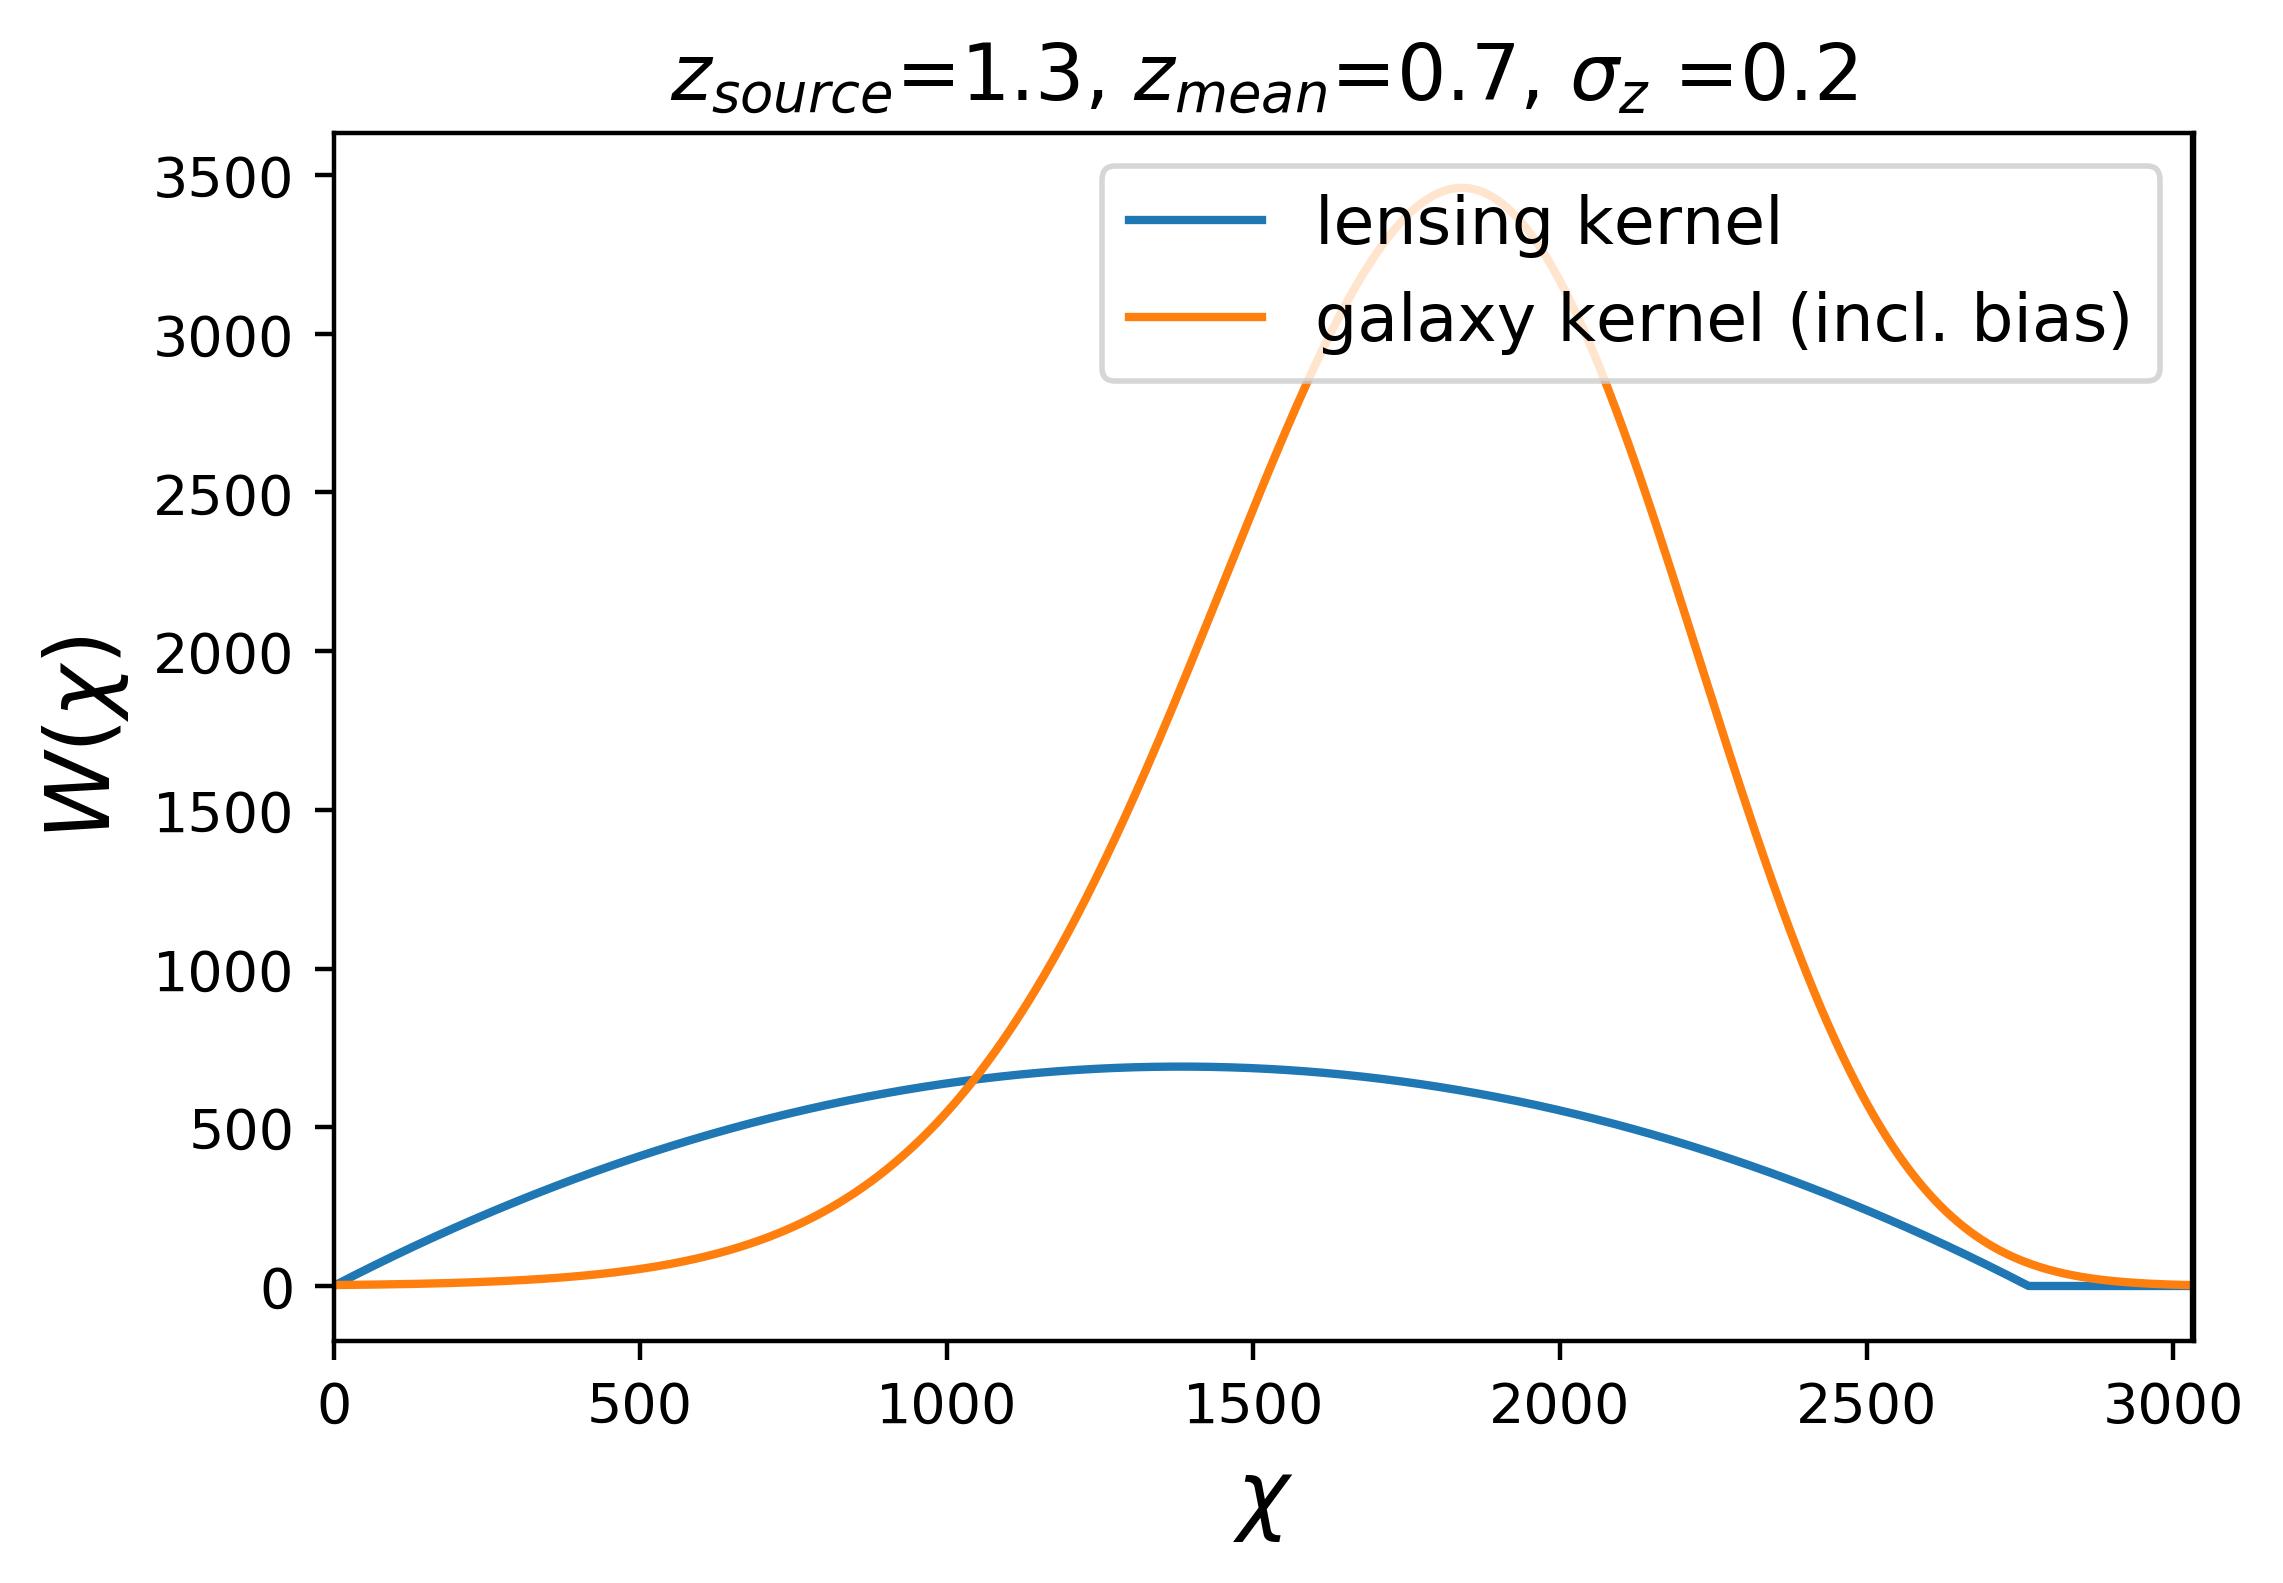 z_source=1.3, z_mean=0.7, σ_z =0.2
lensing kernel
galaxy kernel (incl. bias)
W(χ)
3500
3000
2500
2000
1500
1000
500
0
0 500 1000 1500 2000 2500 3000
χ